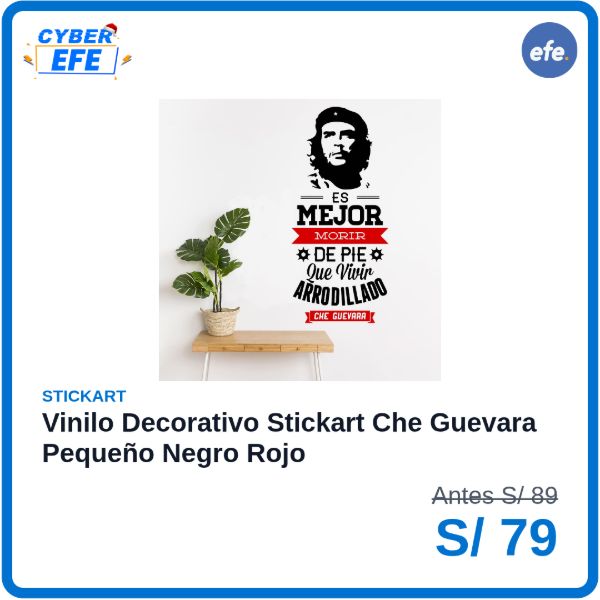 CYBER
EFE
efe.
ES
MEJOR
MORIR
DE PIE
Que Vivir
ARRODILLADO
CHE GUEVARA
STICKART
Vinilo Decorativo Stickart Che Guevara
Pequeño Negro Rojo
Antes S/ 89
S/ 79